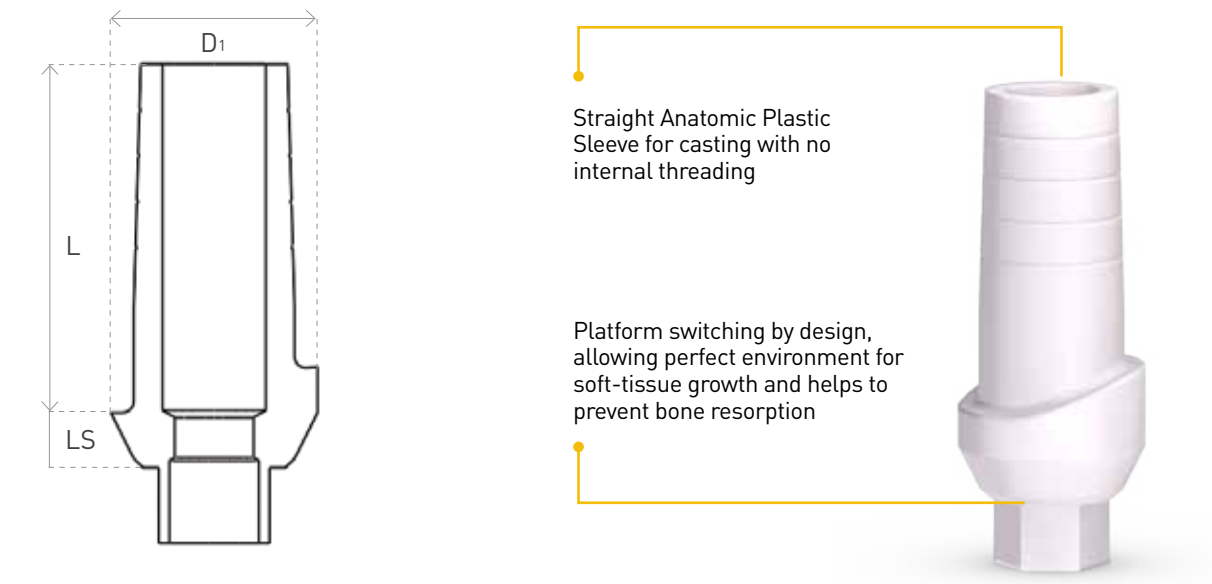 D1
L
LS
Straight Anatomic Plastic
Sleeve for casting with no
internal threading
Platform switching by design,
allowing perfect environment for
soft-tissue growth and helps to
prevent bone resorption